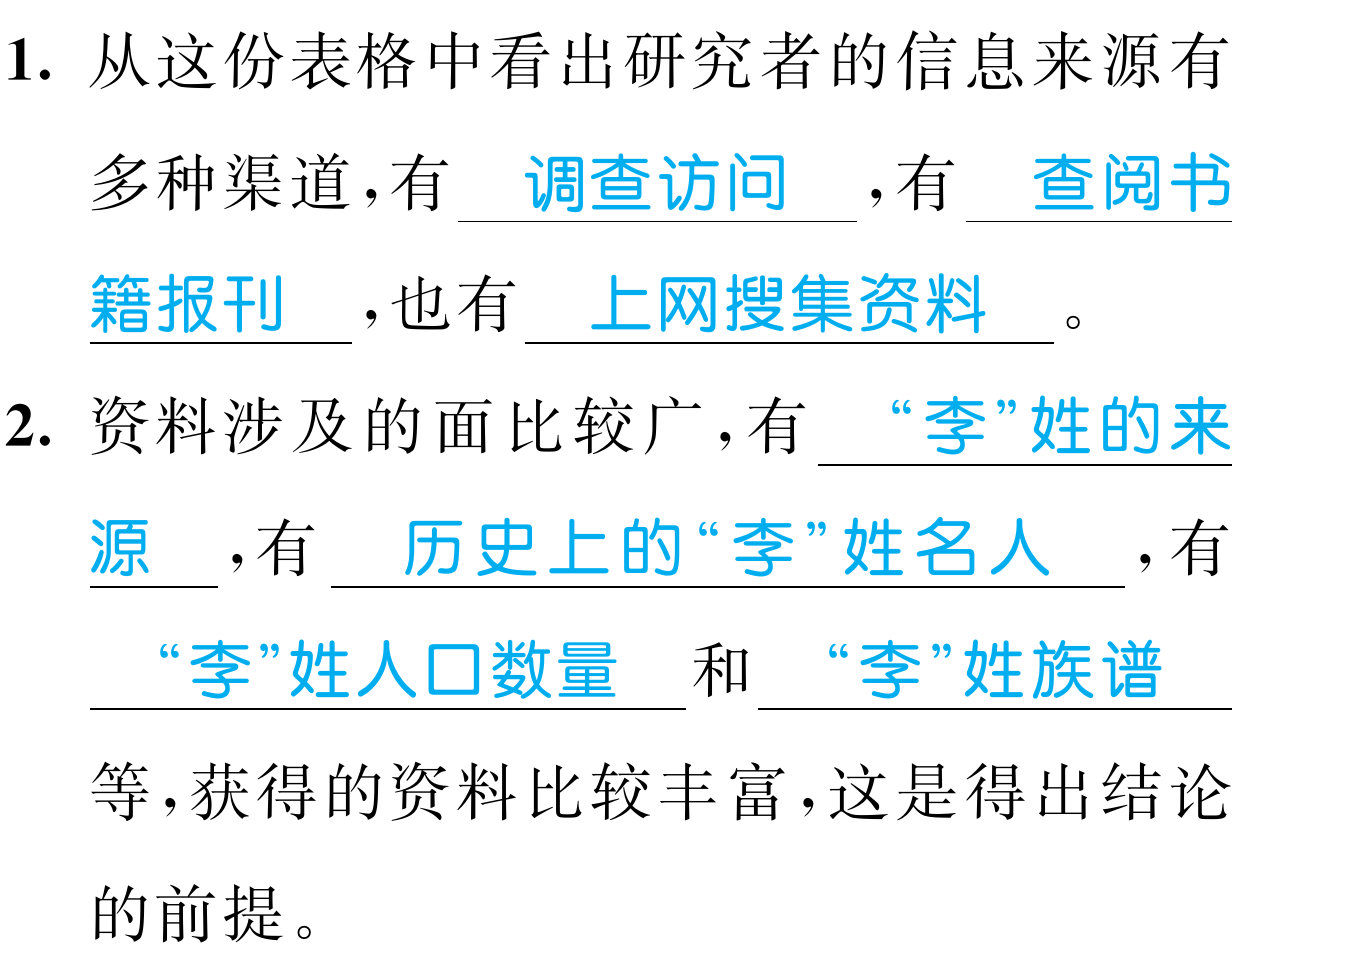 1. 从这份表格中看出研究者的信息来源有
多种渠道,有 调查访问 ,有 查阅书
籍报刊 ,也有 上网搜集资料 。
2. 资料涉及的面比较广,有 “李”姓的来
源 ,有 历史上的“李”姓名人 ,有
“李”姓人口数量 和 “李”姓族谱
等,获得的资料比较丰富,这是得出结论
的前提。